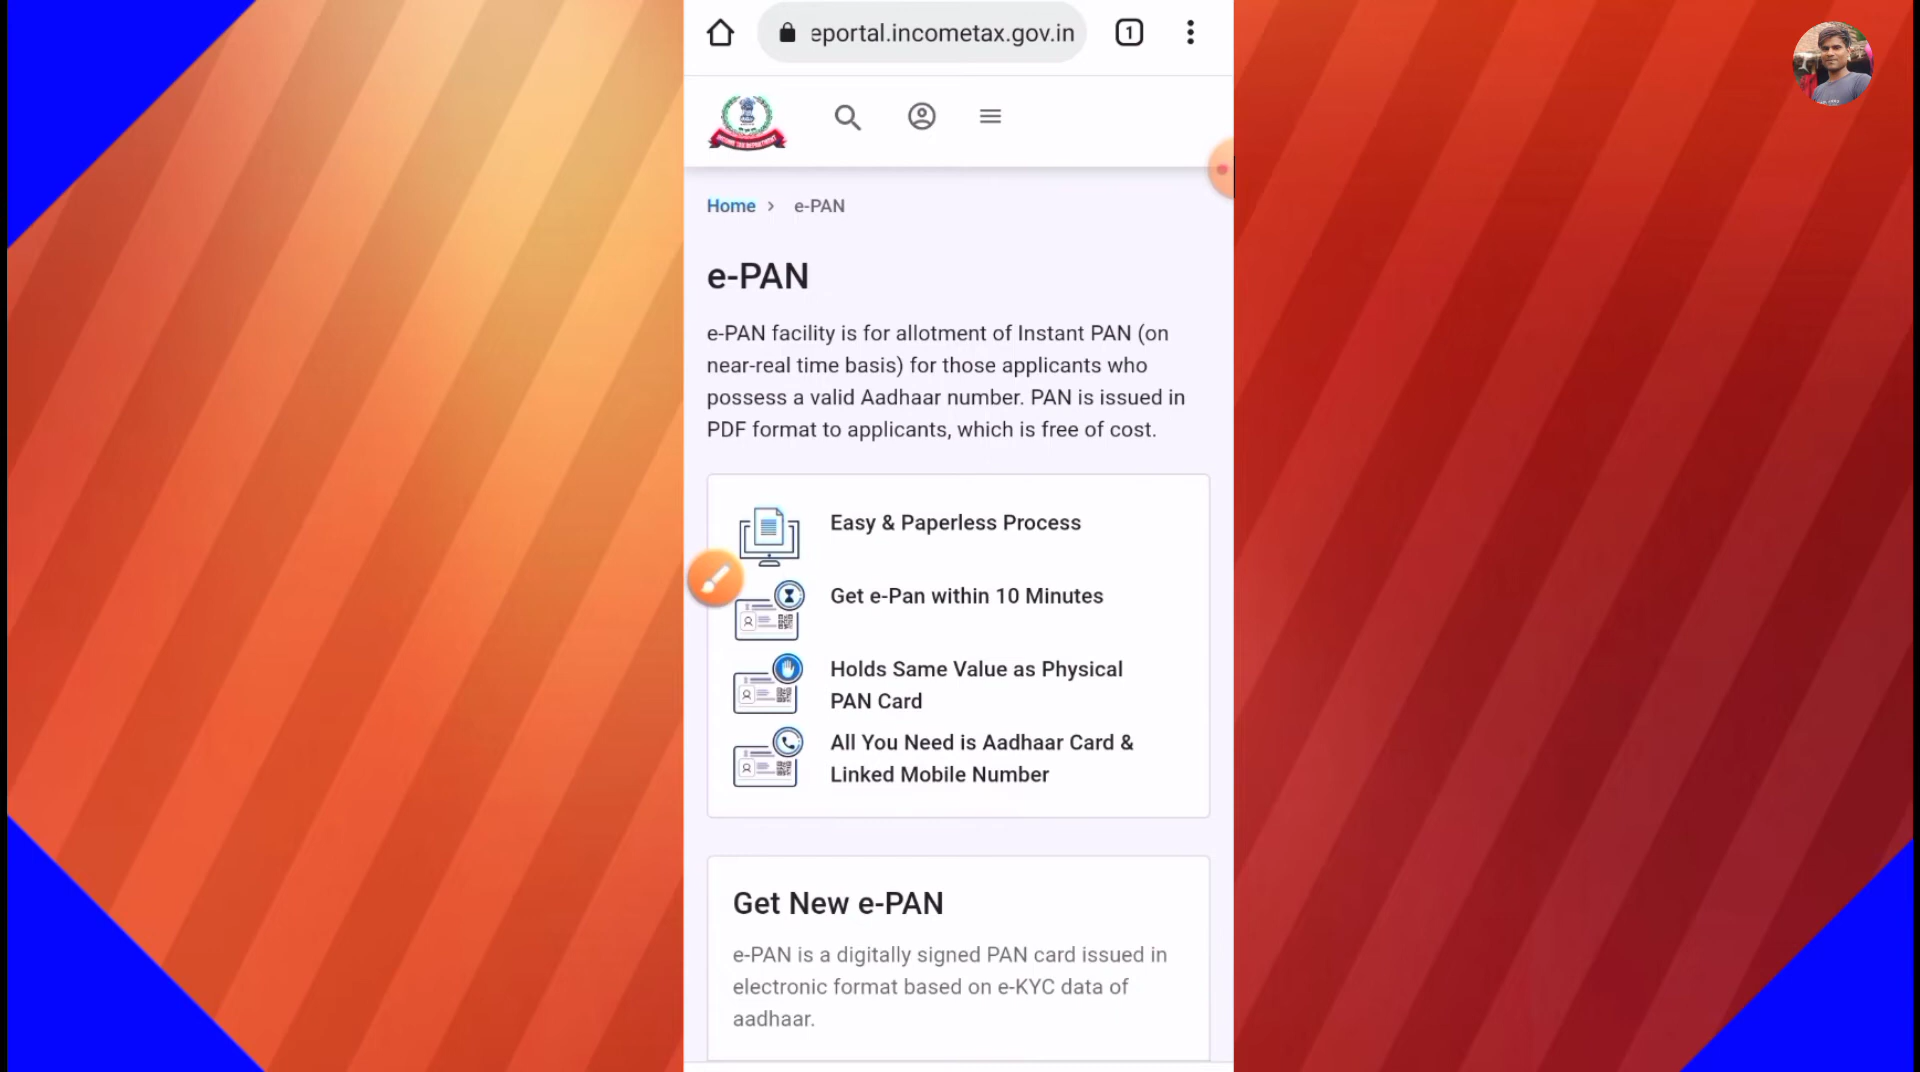 eportal.incometax.gov.in
1
INCOME TAX DEPARTMENT
Home > e-PAN
e-PAN
e-PAN facility is for allotment of Instant PAN (on
near-real time basis) for those applicants who
possess a valid Aadhaar number. PAN is issued in
PDF format to applicants, which is free of cost.
Easy & Paperless Process
Get e-Pan within 10 Minutes
Holds Same Value as Physical
PAN Card
All You Need is Aadhaar Card &
Linked Mobile Number
Get New e-PAN
e-PAN is a digitally signed PAN card issued in
electronic format based on e-KYC data of
aadhaar.